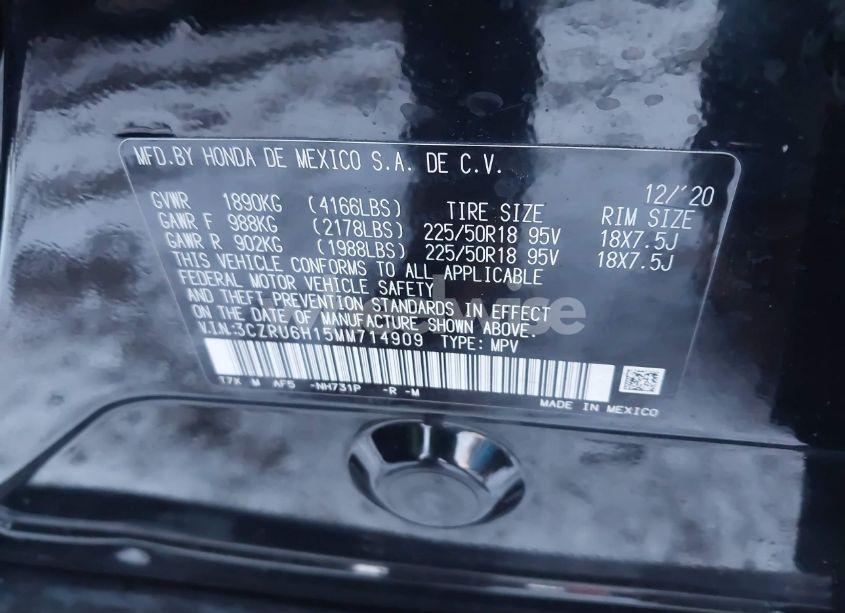 MFD.BY HONDA DE MEXICO S.A. DE C.V.
12/'20
GVWR 1890KG (4166LBS) TIRE SIZE RIM SIZE
GAWR F 988KG (2178LBS) 225/50R18 95V 18X7.5J
GAWR R 902KG (1988LBS) 225/50R18 95V 18X7.5J
THIS VEHICLE CONFORMS TO ALL APPLICABLE
FEDERAL MOTOR VEHICLE SAFETY
AND THEFT PREVENTION STANDARDS IN EFFECT
ON THE DATE OF MANUFACTURE SHOWN ABOVE.
V.I.N:3CZRU6H15MM714909 TYPE: MPV
T7X M AF5 -NH731P -R -M
MADE IN MEXICO